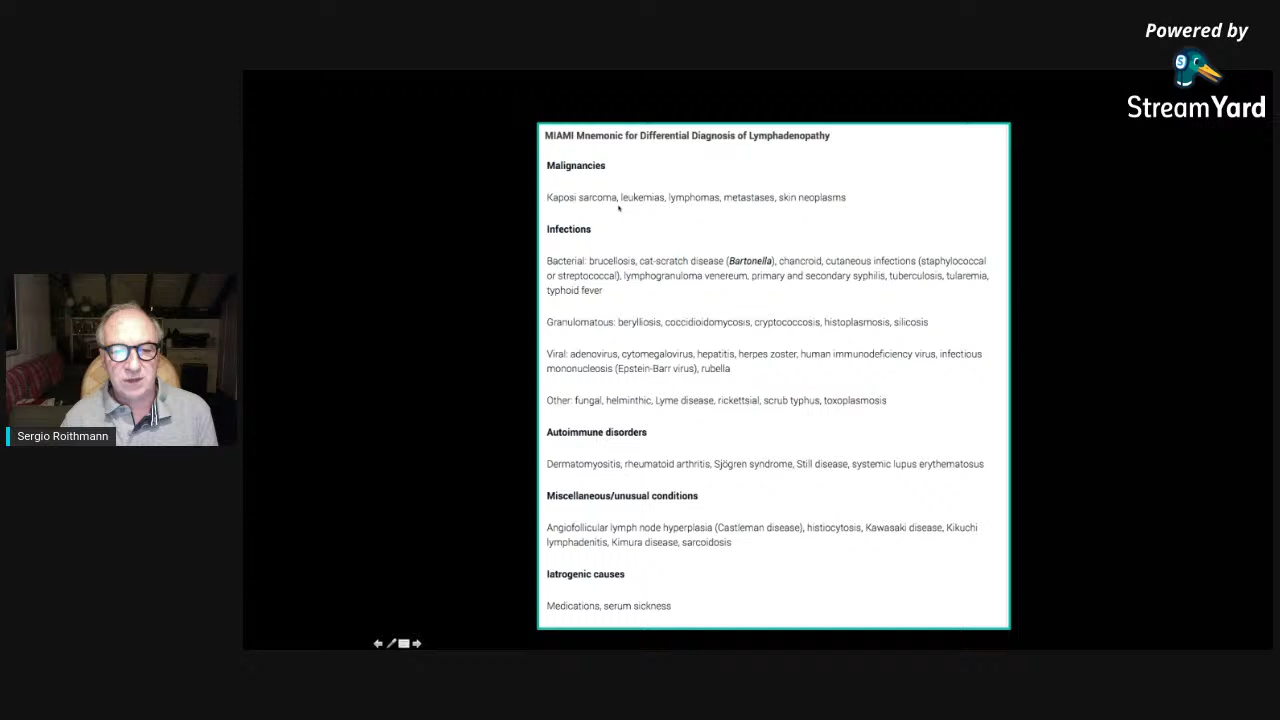 Powered by
StreamYard
MIAMI Mnemonic for Differential Diagnosis of Lymphadenopathy
Malignancies
Kaposi sarcoma, leukemias, lymphomas, metastases, skin neoplasms
Infections
Bacterial: brucellosis, cat-scratch disease (Bartonella), chancroid, cutaneous infections (staphylococcal
or streptococcal), lymphogranuloma venereum, primary and secondary syphilis, tuberculosis, tularemia,
typhoid fever
Granulomatous: berylliosis, coccidioidomycosis, cryptococcosis, histoplasmosis, silicosis
Viral: adenovirus, cytomegalovirus, hepatitis, herpes zoster, human immunodeficiency virus, infectious
mononucleosis (Epstein-Barr virus), rubella
Other: fungal, helminthic, Lyme disease, rickettsial, scrub typhus, toxoplasmosis
Autoimmune disorders
Dermatomyositis, rheumatoid arthritis, Sjögren syndrome, Still disease, systemic lupus erythematosus
Miscellaneous/unusual conditions
Angiofollicular lymph node hyperplasia (Castleman disease), histiocytosis, Kawasaki disease, Kikuchi
lymphadenitis, Kimura disease, sarcoidosis
Iatrogenic causes
Medications, serum sickness
Sergio Roithmann